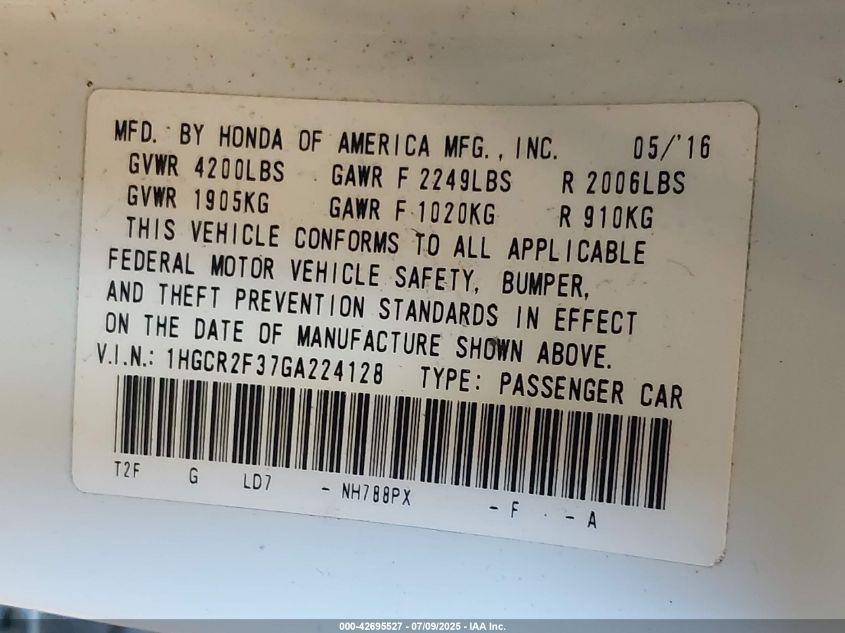 MFD. BY HONDA OF AMERICA MFG., INC. 05/'16
GVWR 4200LBS GAWR F 2249LBS R 2006LBS
GVWR 1905KG GAWR F 1020KG R 910KG
THIS VEHICLE CONFORMS TO ALL APPLICABLE
FEDERAL MOTOR VEHICLE SAFETY, BUMPER,
AND THEFT PREVENTION STANDARDS IN EFFECT
ON THE DATE OF MANUFACTURE SHOWN ABOVE.
V.I.N.: 1HGCR2F37GA224128 TYPE: PASSENGER CAR
T2F G LD7 - NH788PX - F - A
000-42695527 - 07/09/2025 - IAA Inc.